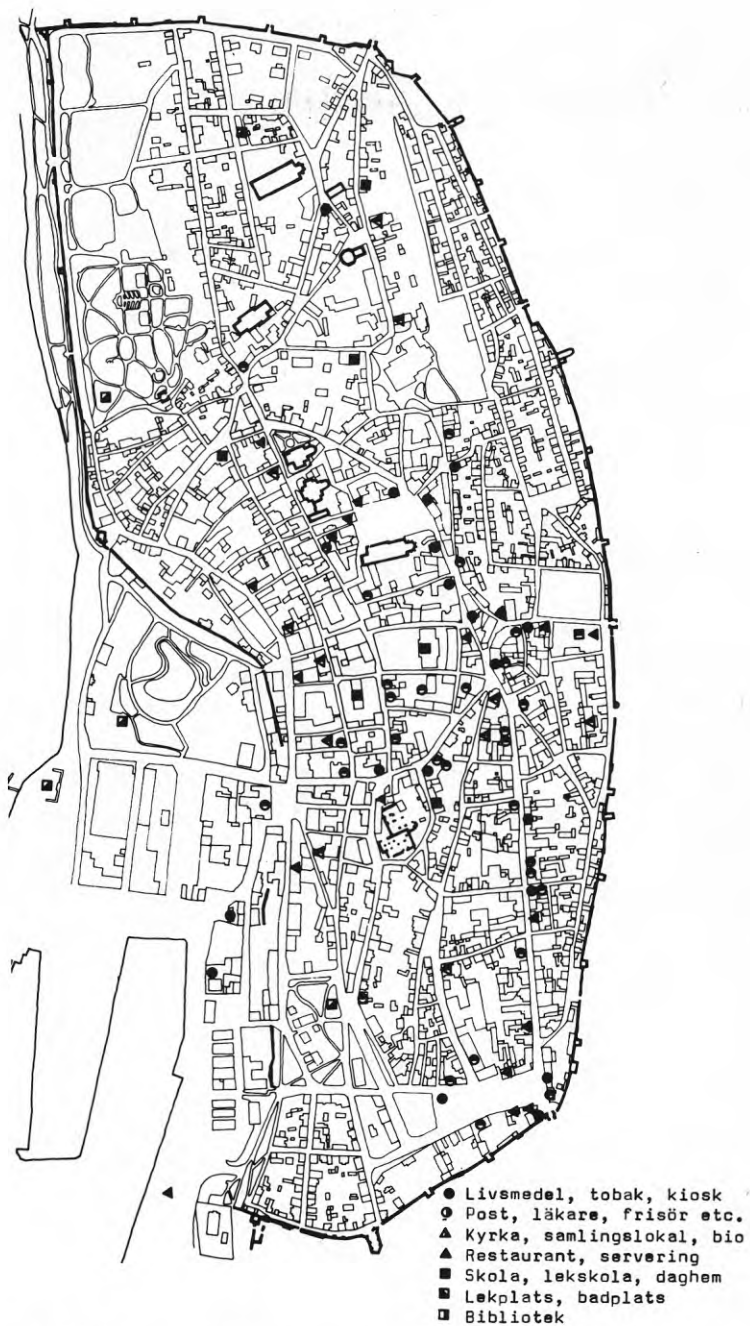 Livsmedel, tobak, kiosk
Post, läkare, frisör etc.
Kyrka, samlingslokal, bio
Restaurant, servering
Skola, lekskola, daghem
Lekplats, badplats
Bibliotek